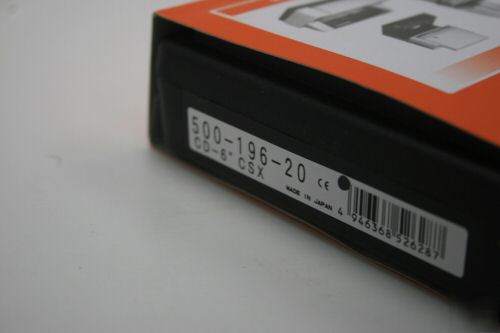 500-196-20
CD-6" CSX
CE
MADE IN JAPAN
4 946368 526287